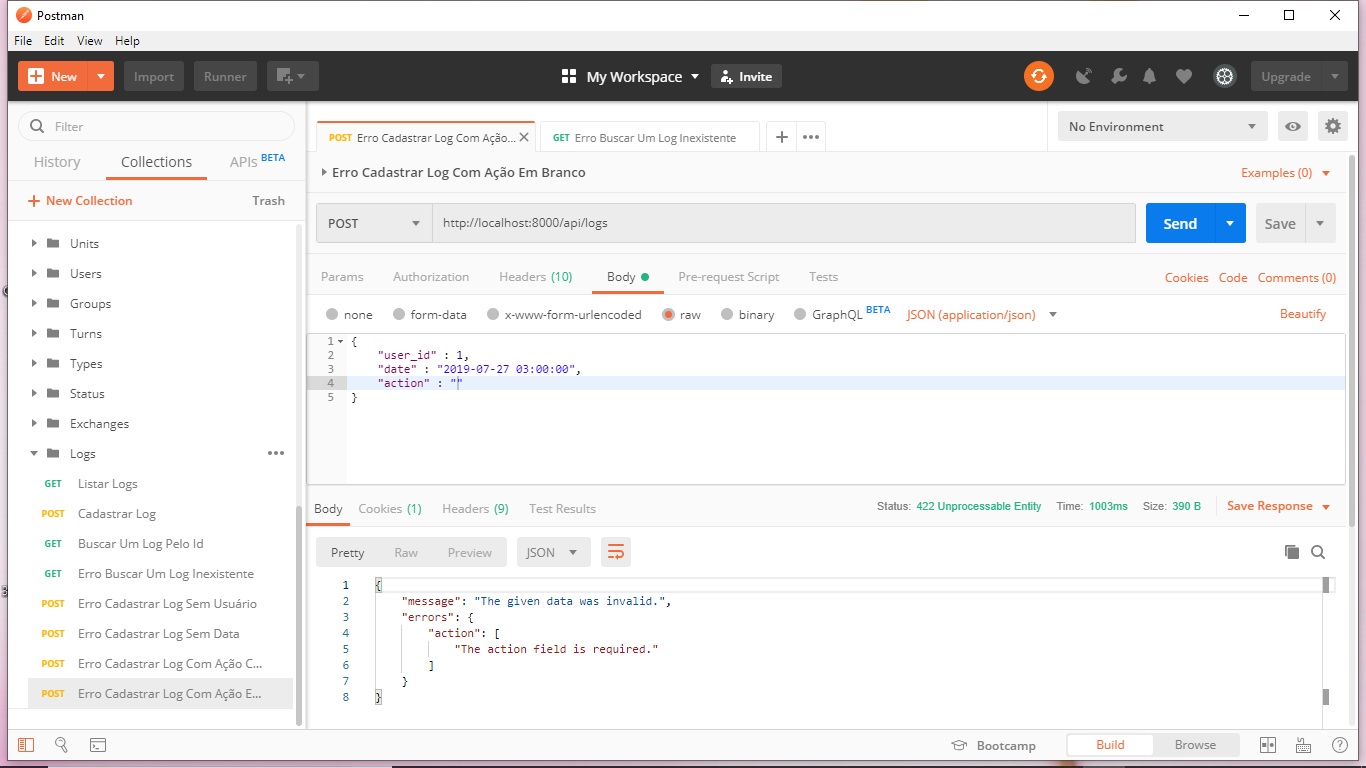 Postman
File Edit View Help
New Import Runner My Workspace Invite Upgrade
Filter
History Collections APIs BETA
New Collection Trash
Units
Users
Groups
Turns
Types
Status
Exchanges
Logs
GET Listar Logs
POST Cadastrar Log
GET Buscar Um Log Pelo Id
GET Erro Buscar Um Log Inexistente
POST Erro Cadastrar Log Sem Usuário
POST Erro Cadastrar Log Sem Data
POST Erro Cadastrar Log Com Ação C...
POST Erro Cadastrar Log Com Ação E...
POST Erro Cadastrar Log Com Ação... GET Erro Buscar Um Log Inexistente
No Environment
Erro Cadastrar Log Com Ação Em Branco Examples (0)
POST http://localhost:8000/api/logs Send Save
Params Authorization Headers (10) Body Pre-request Script Tests Cookies Code Comments (0)
none form-data x-www-form-urlencoded raw binary GraphQL BETA JSON (application/json) Beautify
1 {
2 "user_id" : 1,
3 "date" : "2019-07-27 03:00:00",
4 "action" : ""
5 }
Body Cookies (1) Headers (9) Test Results Status: 422 Unprocessable Entity Time: 1003ms Size: 390 B Save Response
Pretty Raw Preview JSON
1 {
2 "message": "The given data was invalid.",
3 "errors": {
4 "action": [
5 "The action field is required."
6 ]
7 }
8 }
Bootcamp Build Browse